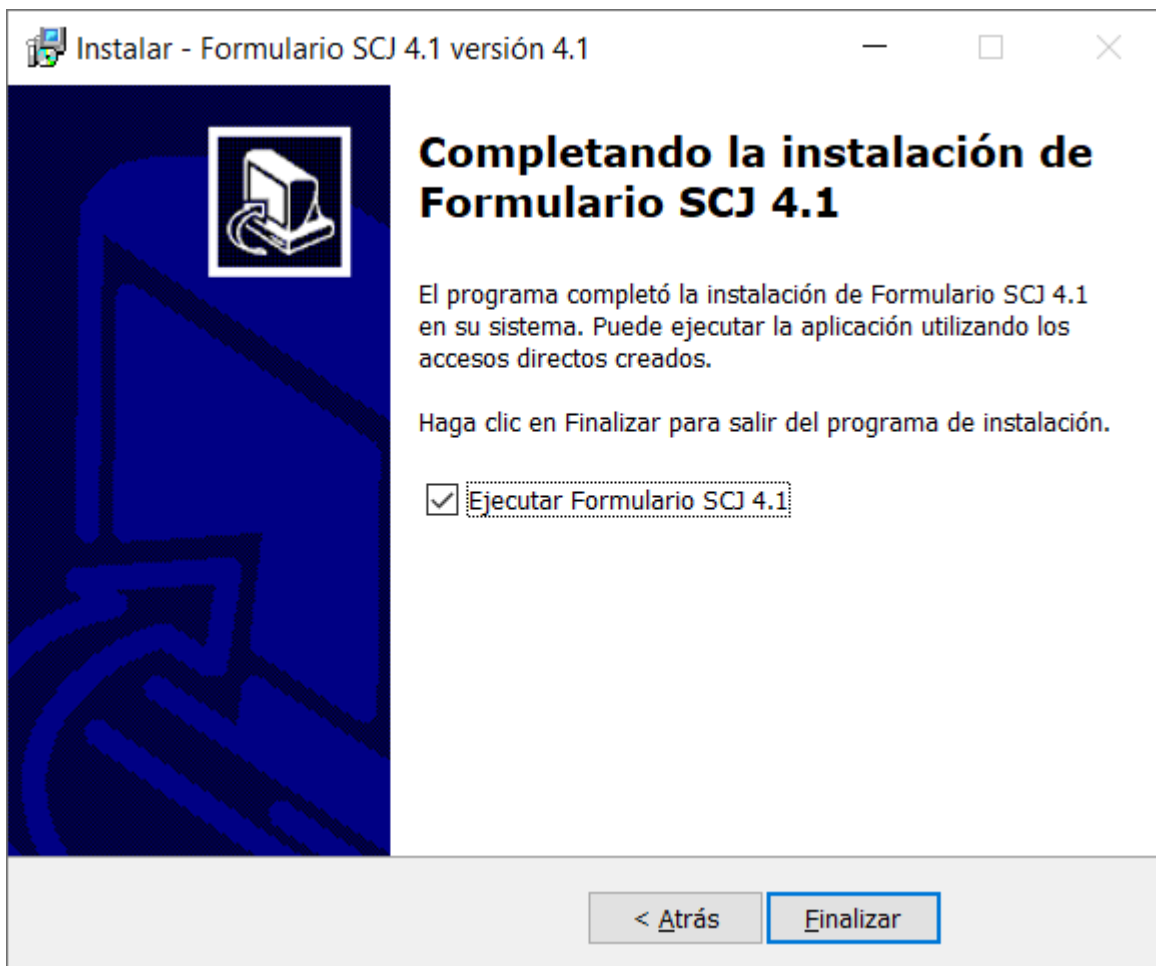 Instalar - Formulario SCJ 4.1 versión 4.1
Completando la instalación de
Formulario SCJ 4.1
El programa completó la instalación de Formulario SCJ 4.1
en su sistema. Puede ejecutar la aplicación utilizando los
accesos directos creados.
Haga clic en Finalizar para salir del programa de instalación.
Ejecutar Formulario SCJ 4.1
< Atrás
Finalizar